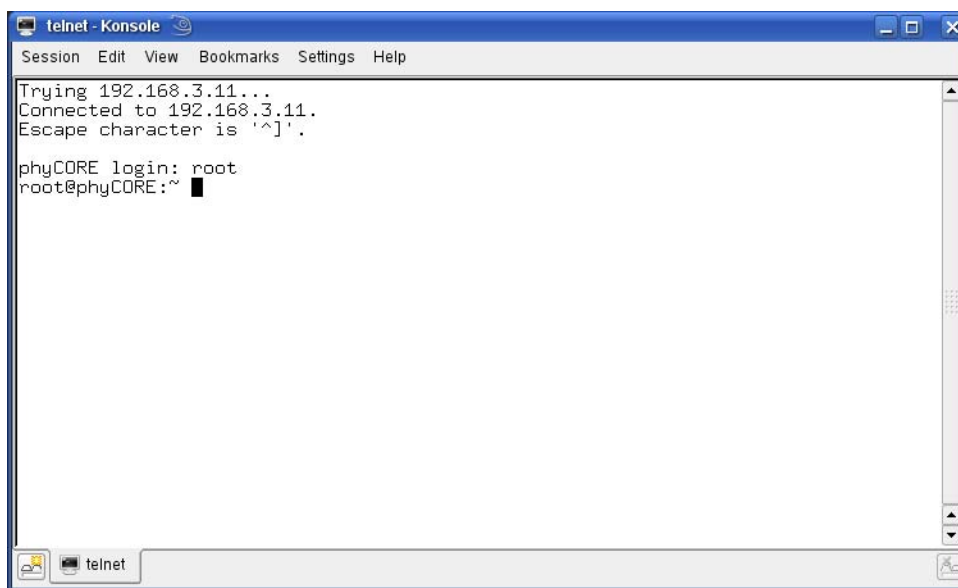 telnet - Konsole
Session Edit View Bookmarks Settings Help
Trying 192.168.3.11...
Connected to 192.168.3.11.
Escape character is '^]'.
phyCORE login: root
root@phyCORE:~
telnet